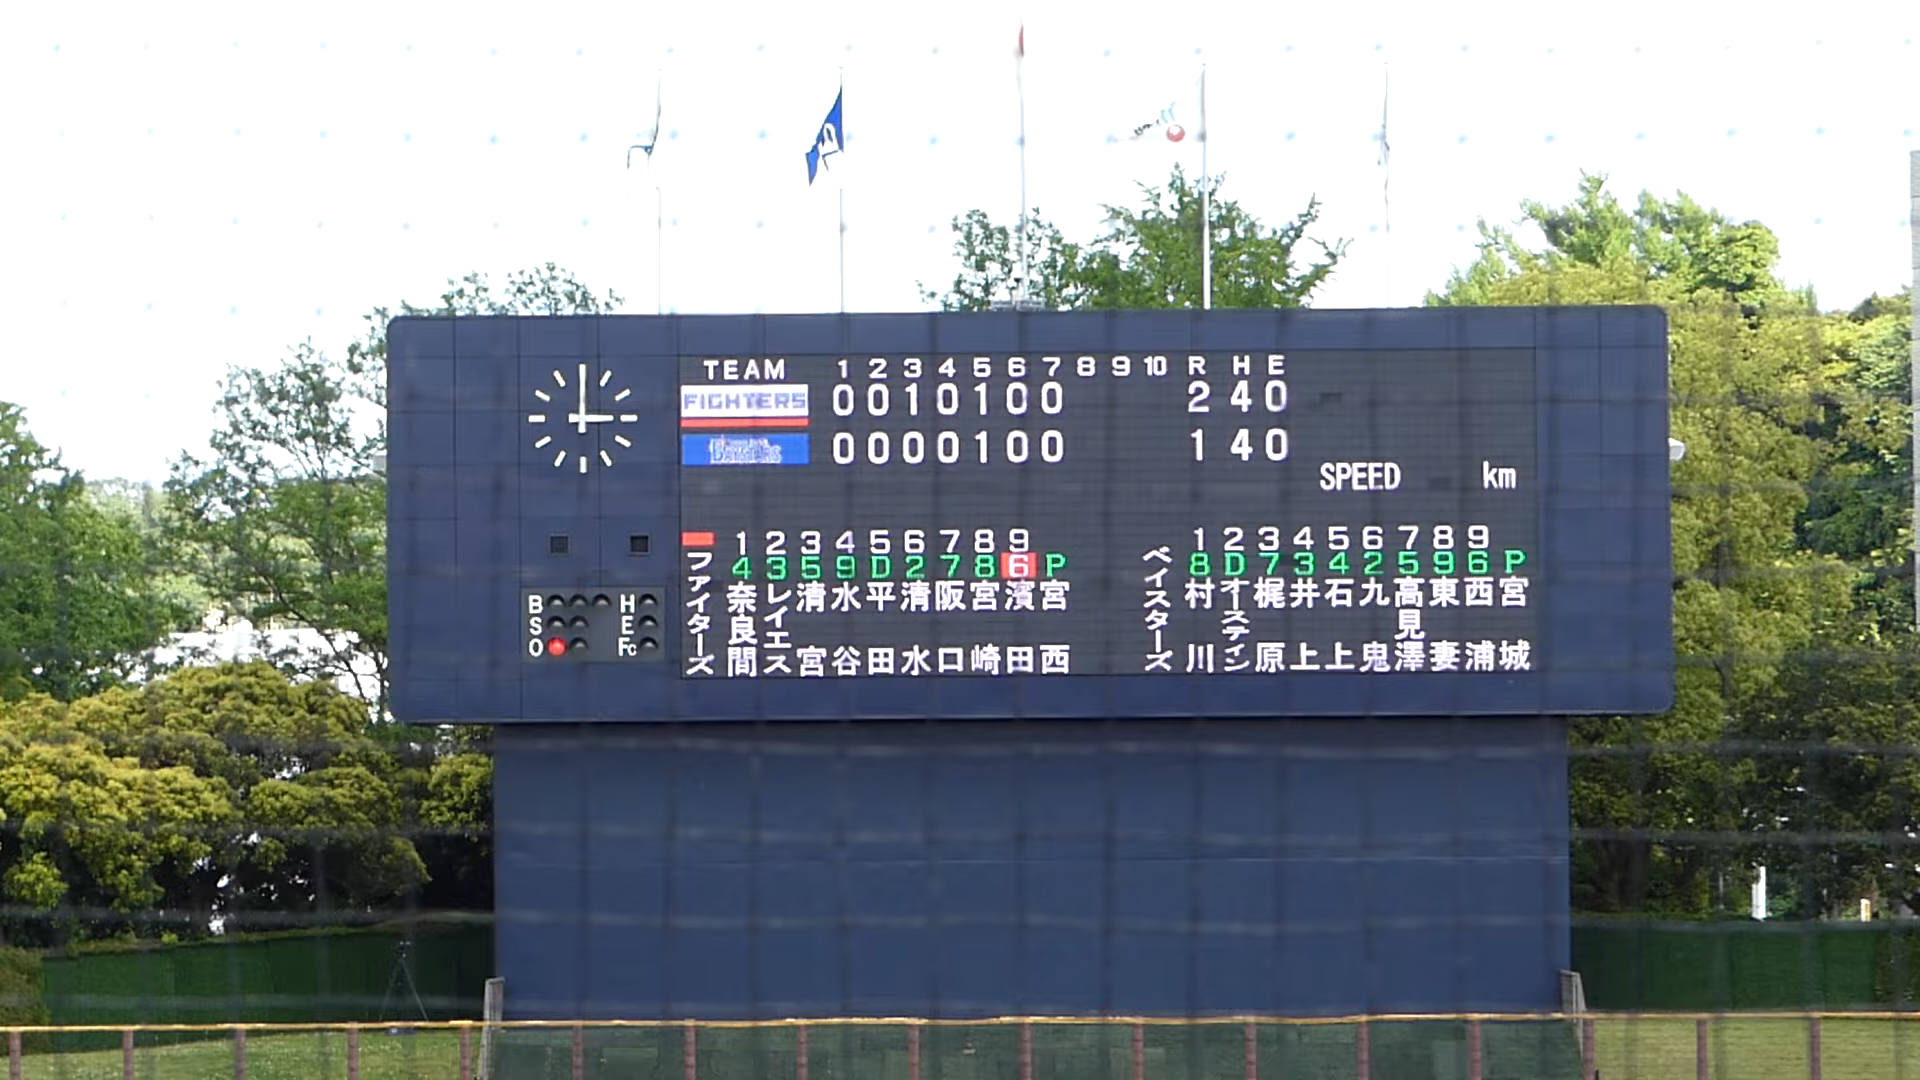 TEAM 1 2 3 4 5 6 7 8 9 10 R H E
FIGHTERS 0 0 1 0 1 0 0 2 4 0
BAYSTARS 0 0 0 0 1 0 0 1 4 0
SPEED km
1 2 3 4 5 6 7 8 9
4 3 5 9 D 2 7 8 6 P
ファイターズ
奈良間
レイエス
清宮
水谷
平田
清水
阪口
宮崎
濱田
宮西
1 2 3 4 5 6 7 8 9
8 D 7 3 4 2 5 9 6 P
ベイスターズ
村川
オースティン
梶原
井上
石上
九鬼
高見澤
東妻
西浦
宮城
B H
S E
O Fc